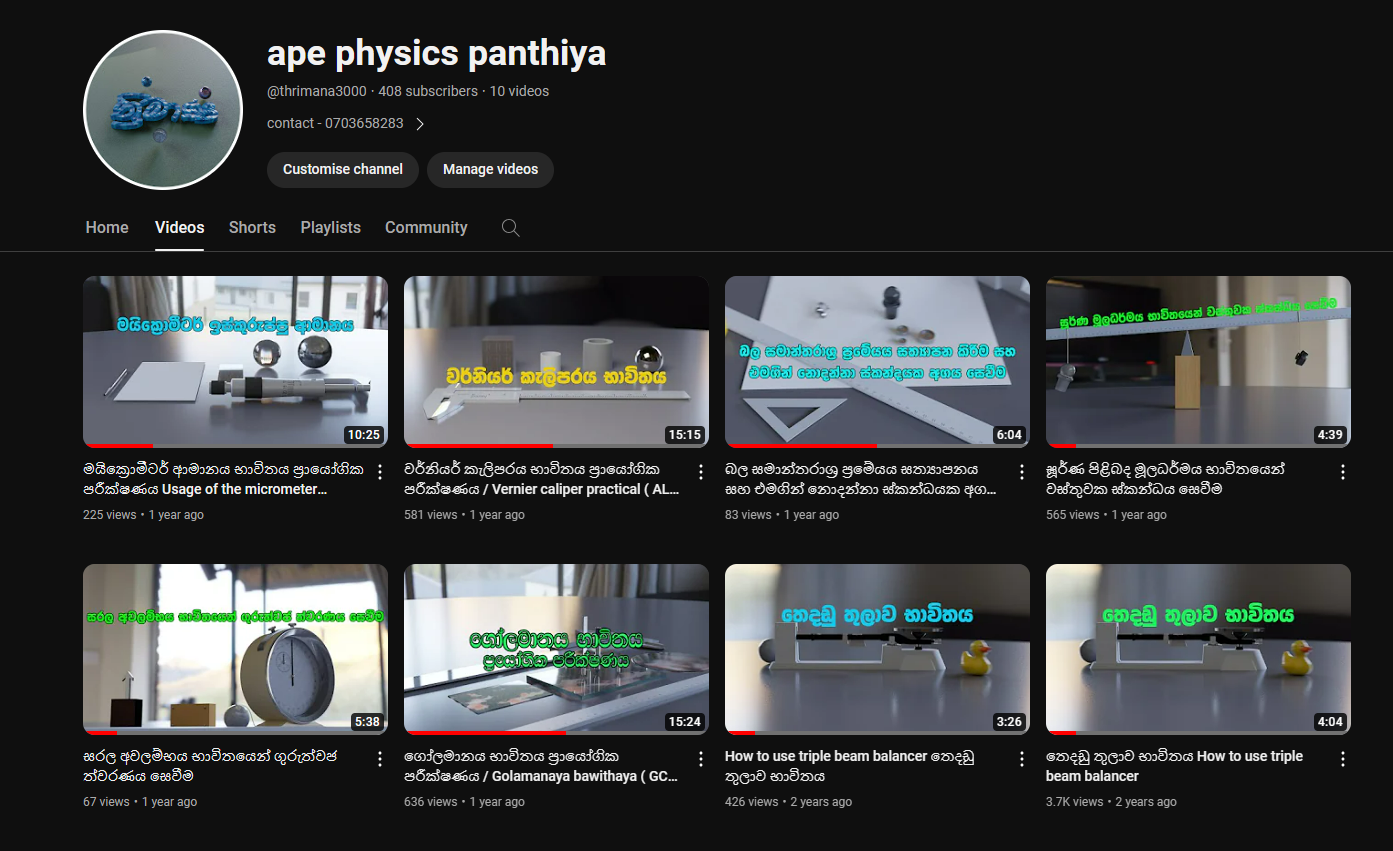 ape physics panthiya
@thrimana3000 · 408 subscribers · 10 videos
contact - 0703658283
Customise channel
Manage videos
Home
Videos
Shorts
Playlists
Community
මයික්‍රොමීටර් ඉස්කුරුප්පු ආමානය
10:25
මයික්‍රොමීටර් ආමානය භාවිතය ප්‍රායෝගික
පරීක්ෂණය Usage of the micrometer…
225 views • 1 year ago
වර්නියර් කැලිපරය භාවිතය
15:15
වර්නියර් කැලිපරය භාවිතය ප්‍රායෝගික
පරීක්ෂණය / Vernier caliper practical ( AL…
581 views • 1 year ago
බල සමාන්තරාශ්‍ර ප්‍රමේයය සත්‍යාපන කිරීම සහ
එමගින් නොදන්නා ස්කන්දයක අගය සෙවීම
6:04
බල සමාන්තරාශ්‍ර ප්‍රමේයය සත්‍යාපනය
සහ එමගින් නොදන්නා ස්කන්ධයක අග…
83 views • 1 year ago
සූර්ණ මූලධර්මය භාවිතයෙන් වස්තුවක ස්කන්ධය සෙවීම
4:39
ඝූර්ණ පිළිබඳ මූලධර්මය භාවිතයෙන්
වස්තුවක ස්කන්ධය සෙවීම
565 views • 1 year ago
සරල අවලම්භය භාවිතයෙන් ගුරුත්වජ ත්වරණය සෙවීම
5:38
සරල අවලම්භය භාවිතයෙන් ගුරුත්වජ
ත්වරණය සෙවීම
67 views • 1 year ago
ගෝලමානය භාවිතය
ප්‍රයෝගික පරීක්ෂණය
15:24
ගෝලමානය භාවිතය ප්‍රායෝගික
පරීක්ෂණය / Golamanaya bawithaya ( GC…
636 views • 1 year ago
තෙදඬු තුලාව භාවිතය
3:26
How to use triple beam balancer තෙදඬු
තුලාව භාවිතය
426 views • 2 years ago
තෙදඬු තුලාව භාවිතය
4:04
තෙදඬු තුලාව භාවිතය How to use triple
beam balancer
3.7K views • 2 years ago